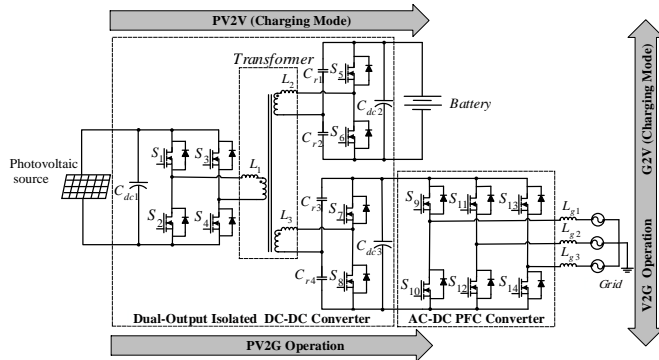 PV2V (Charging Mode)
Transformer
L2
Cr1
S5
Cr2
S6
Cdc2
Battery
Photovoltaic
source
Cdc1
S1
S3
S2
S4
L1
L3
Cr3
S7
Cr4
S8
Cdc3
S9
S11
S13
S10
S12
S14
Lg1
Lg2
Lg3
Grid
Dual-Output Isolated DC-DC Converter
AC-DC PFC Converter
PV2G Operation
G2V (Charging Mode)
V2G Operation